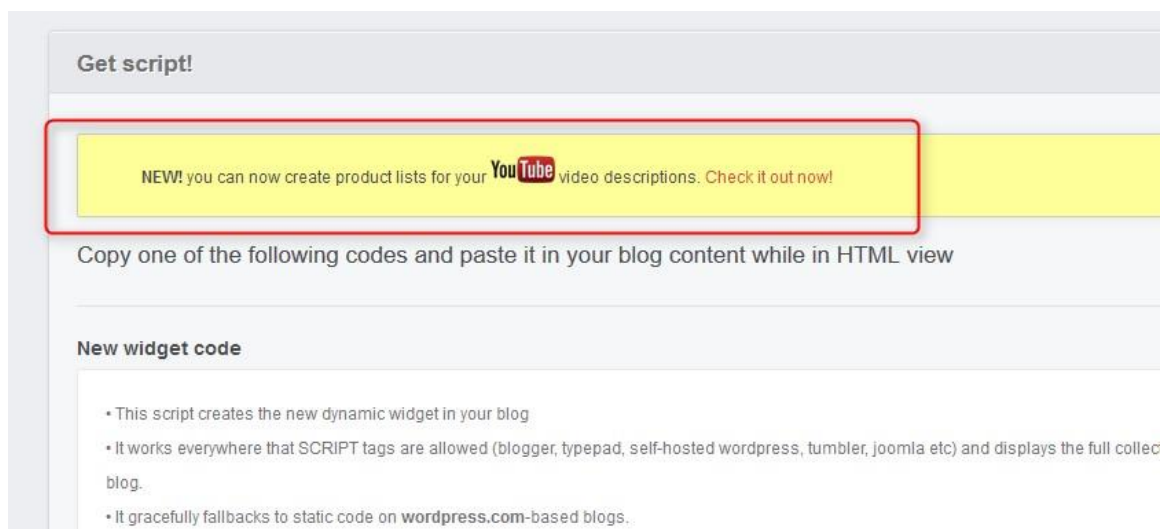 Get script!
NEW! you can now create product lists for your YouTube video descriptions. Check it out now!
Copy one of the following codes and paste it in your blog content while in HTML view
New widget code
• This script creates the new dynamic widget in your blog
• It works everywhere that SCRIPT tags are allowed (blogger, typepad, self-hosted wordpress, tumbler, joomla etc) and displays the full collect
blog.
• It gracefully fallbacks to static code on wordpress.com-based blogs.